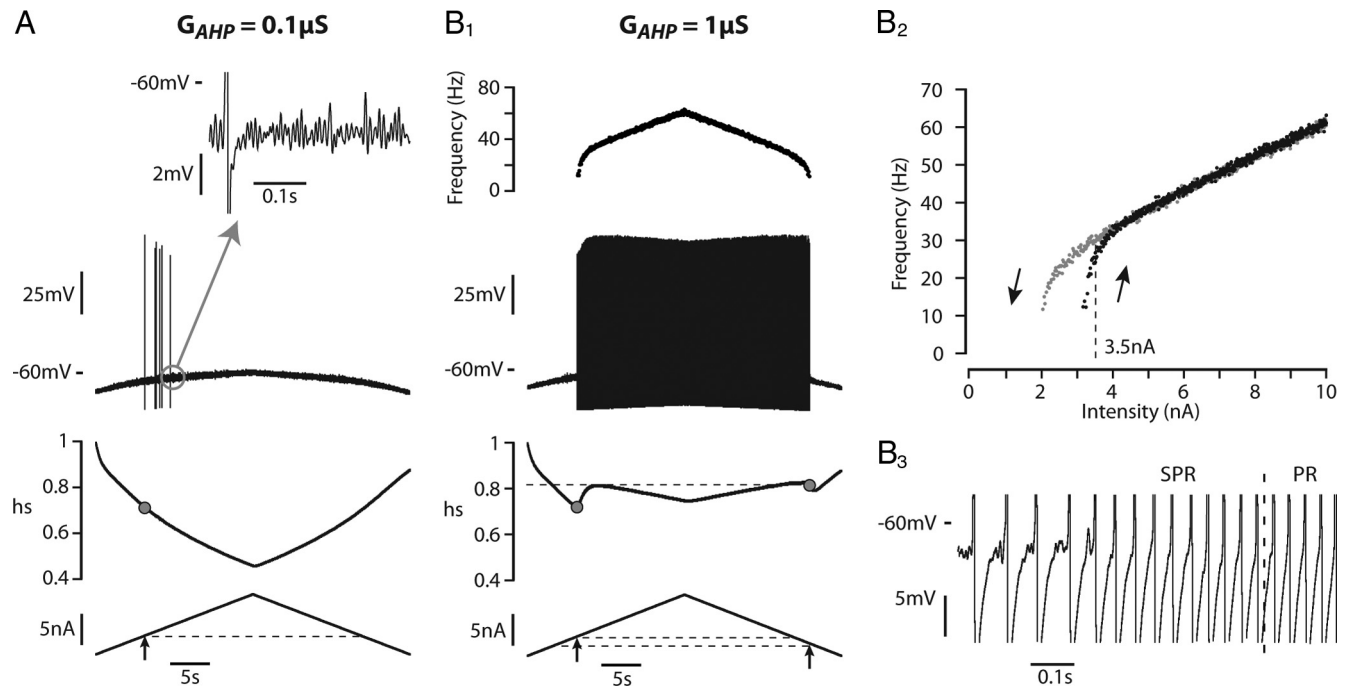 A
G_AHP = 0.1µS
-60mV
2mV
0.1s
25mV
-60mV
1
0.8
hs
0.6
0.4
5nA
5s
B1
G_AHP = 1µS
Frequency (Hz)
80
40
0
25mV
-60mV
1
0.8
hs
0.6
0.4
5nA
5s
B2
Frequency (Hz)
70
60
50
40
30
20
10
0
3.5nA
0 2 4 6 8 10
Intensity (nA)
B3
SPR PR
-60mV
5mV
0.1s